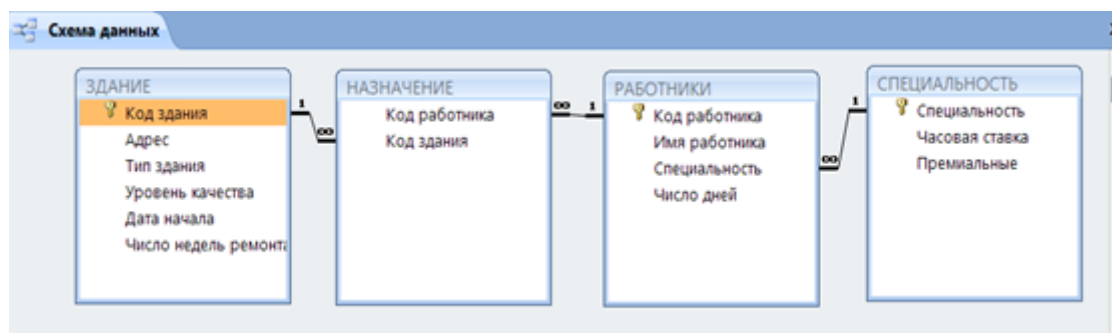 Схема данных
ЗДАНИЕ
Код здания
Адрес
Тип здания
Уровень качества
Дата начала
Число недель ремонта
1
∞
НАЗНАЧЕНИЕ
Код работника
Код здания
∞
1
РАБОТНИКИ
Код работника
Имя работника
Специальность
Число дней
1
∞
СПЕЦИАЛЬНОСТЬ
Специальность
Часовая ставка
Премиальные